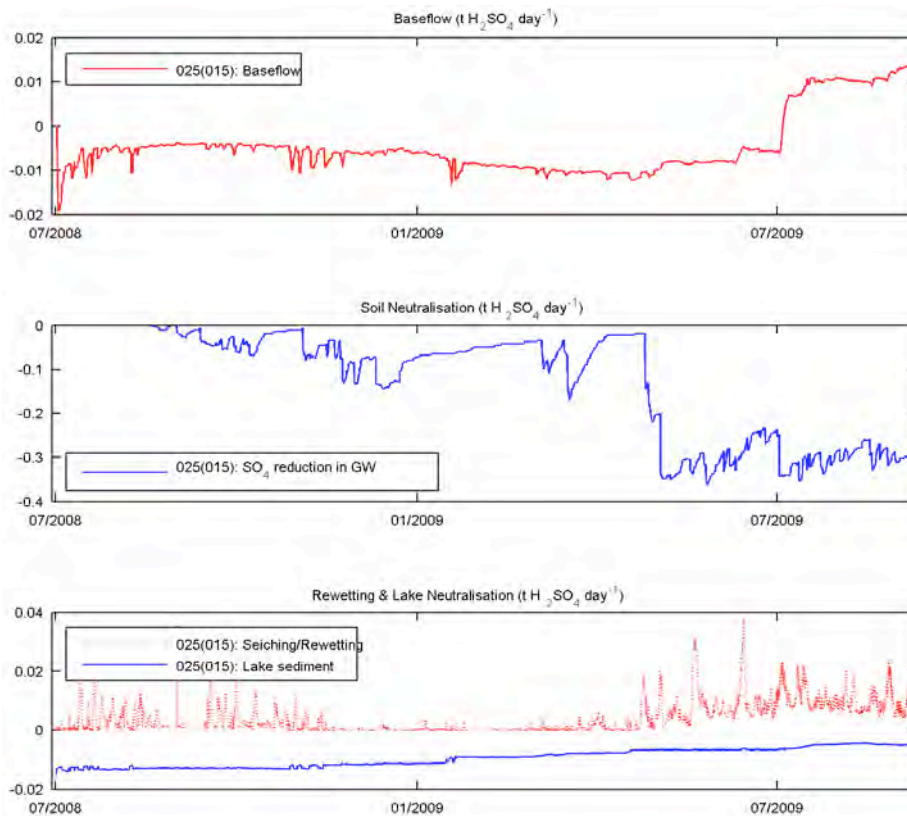 Baseflow (t H2SO4 day-1)
0.02
0.01
0
-0.01
-0.02
025(015): Baseflow
07/2008 01/2009 07/2009
Soil Neutralisation (t H2SO4 day-1)
0
-0.1
-0.2
-0.3
-0.4
025(015): SO4 reduction in GW
07/2008 01/2009 07/2009
Rewetting & Lake Neutralisation (t H2SO4 day-1)
0.04
0.02
0
-0.02
025(015): Seiching/Rewetting
025(015): Lake sediment
07/2008 01/2009 07/2009